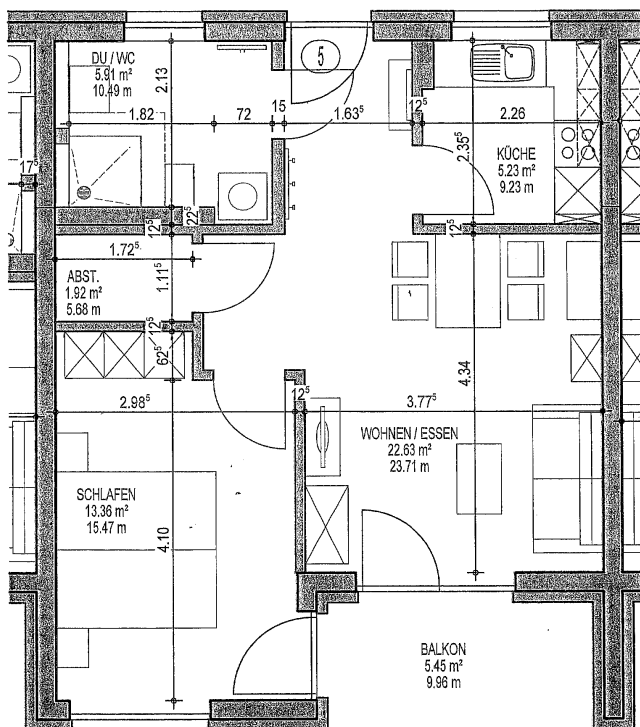 DU / WC
5.91 m²
10.49 m
2.13
1.82
72
15
1.63⁵
5
12⁵
2.26
2.35⁵
KÜCHE
5.23 m²
9.23 m
17⁵
22⁵
12⁵
12⁵
1.72⁵
1.11⁵
ABST.
1.92 m²
5.68 m
12⁵
62⁵
2.98⁵
12⁵
3.77⁵
4.34
WOHNEN / ESSEN
22.63 m²
23.71 m
SCHLAFEN
13.36 m²
15.47 m
4.10
BALKON
5.45 m²
9.96 m